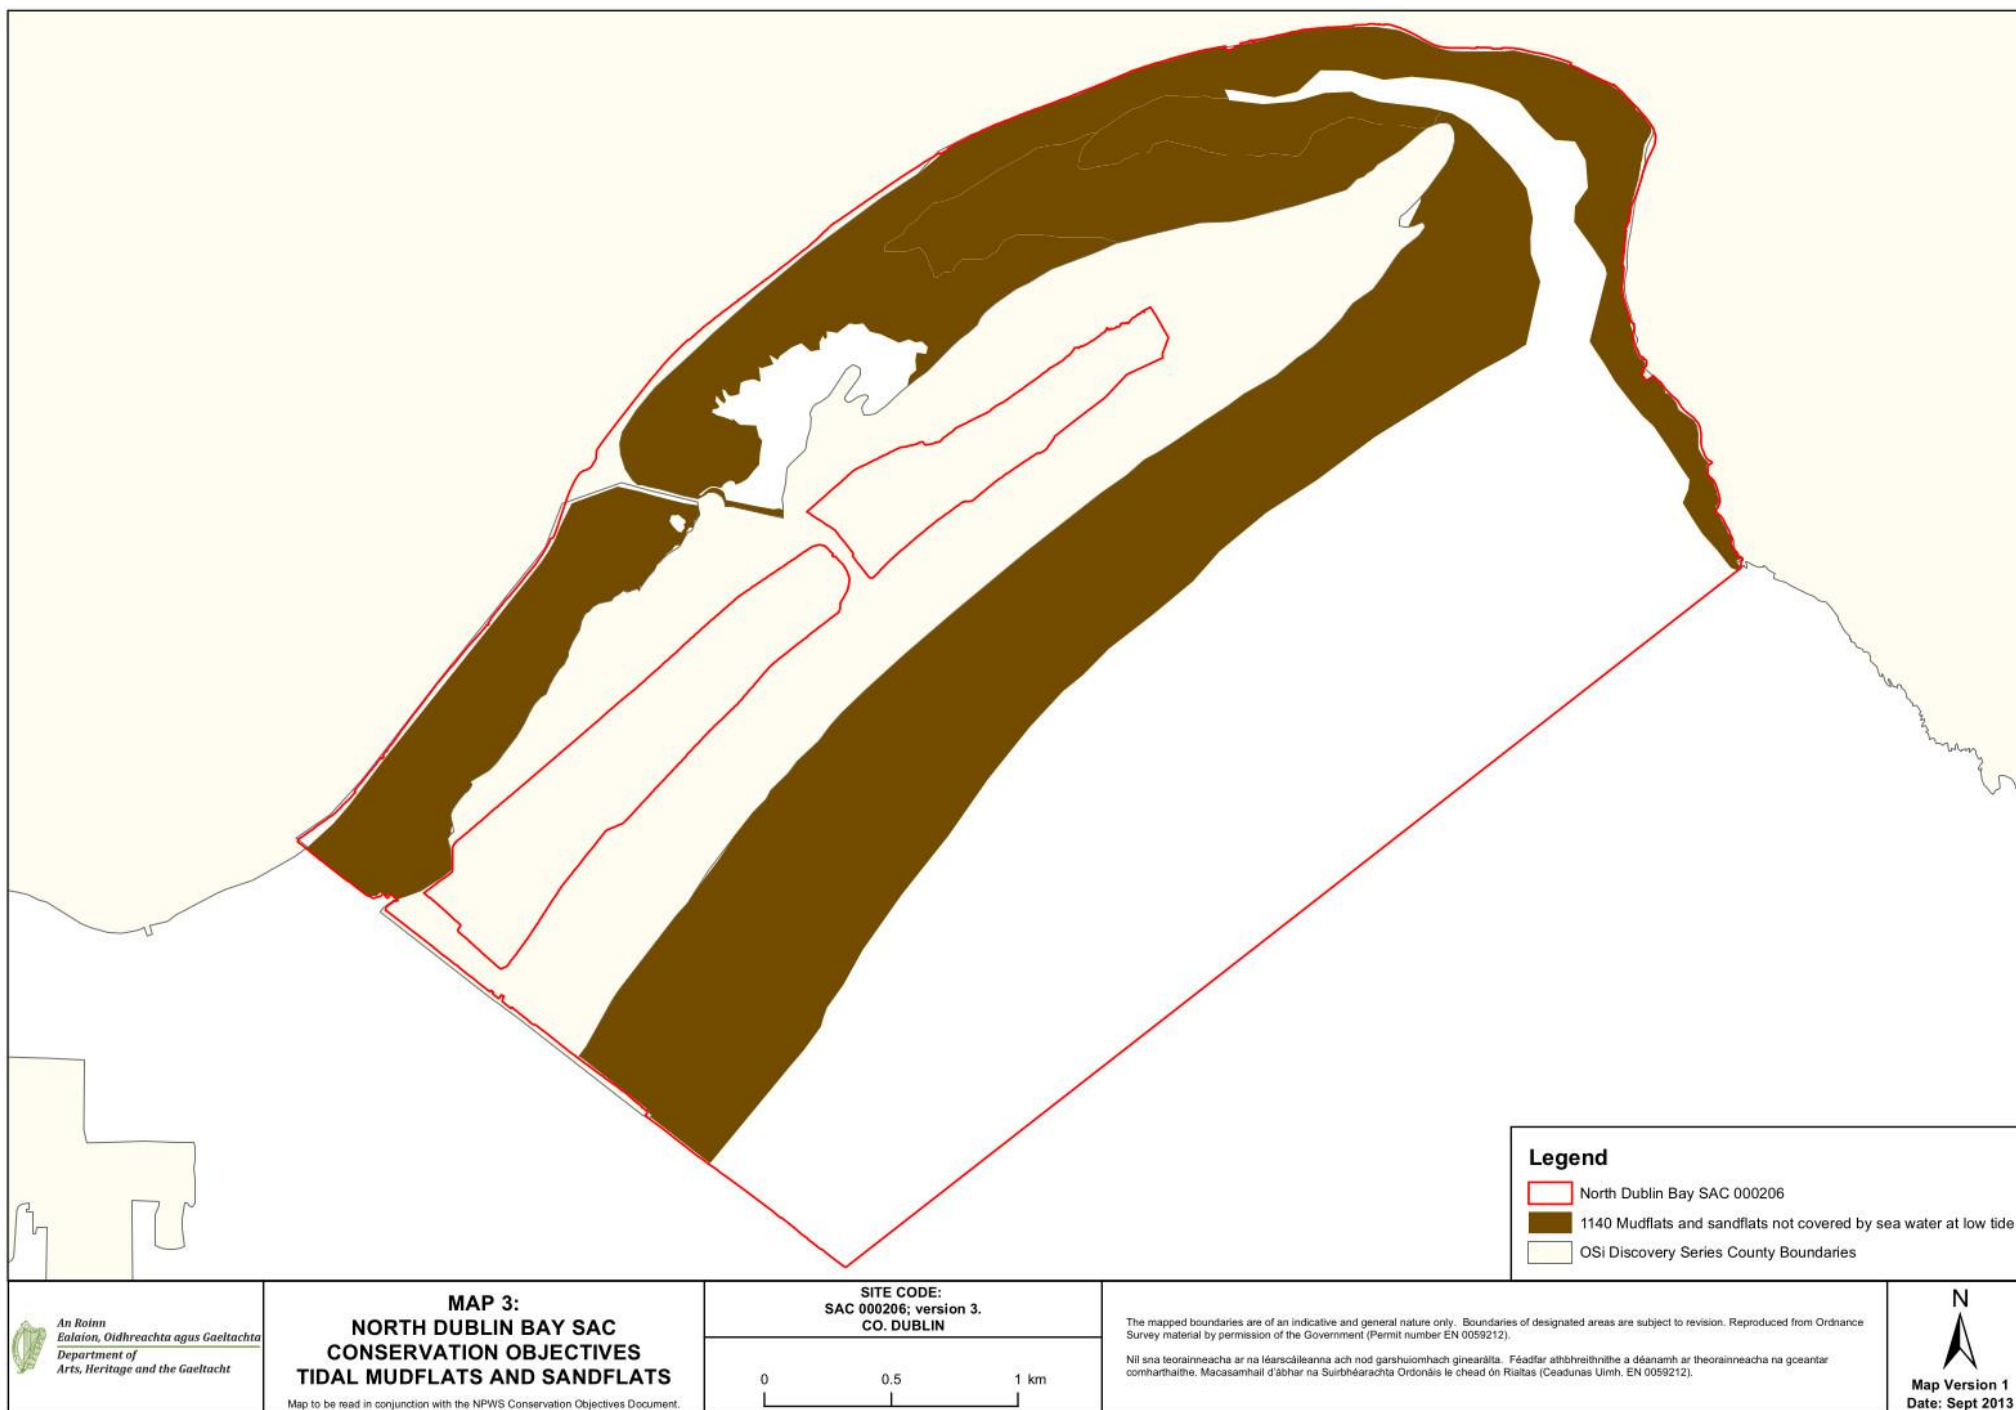 Legend
North Dublin Bay SAC 000206
1140 Mudflats and sandflats not covered by sea water at low tide
OSi Discovery Series County Boundaries
An Roinn
Ealaíon, Oidhreachta agus Gaeltachta
Department of
Arts, Heritage and the Gaeltacht
MAP 3:
NORTH DUBLIN BAY SAC
CONSERVATION OBJECTIVES
TIDAL MUDFLATS AND SANDFLATS
Map to be read in conjunction with the NPWS Conservation Objectives Document.
SITE CODE:
SAC 000206; version 3.
CO. DUBLIN
0 0.5 1 km
The mapped boundaries are of an indicative and general nature only. Boundaries of designated areas are subject to revision. Reproduced from Ordnance
Survey material by permission of the Government (Permit number EN 0059212).
Níl sna teorainneacha ar na léarscáileanna ach nod garshuiomhach ginearálta. Féadfar athbhreithnithe a déanamh ar theorainneacha na gceantar
comharthaithe. Macasamhail d'ábhar na Suirbhéarachta Ordonáis le chead ón Rialtas (Ceadunas Uimh. EN 0059212).
N
Map Version 1
Date: Sept 2013